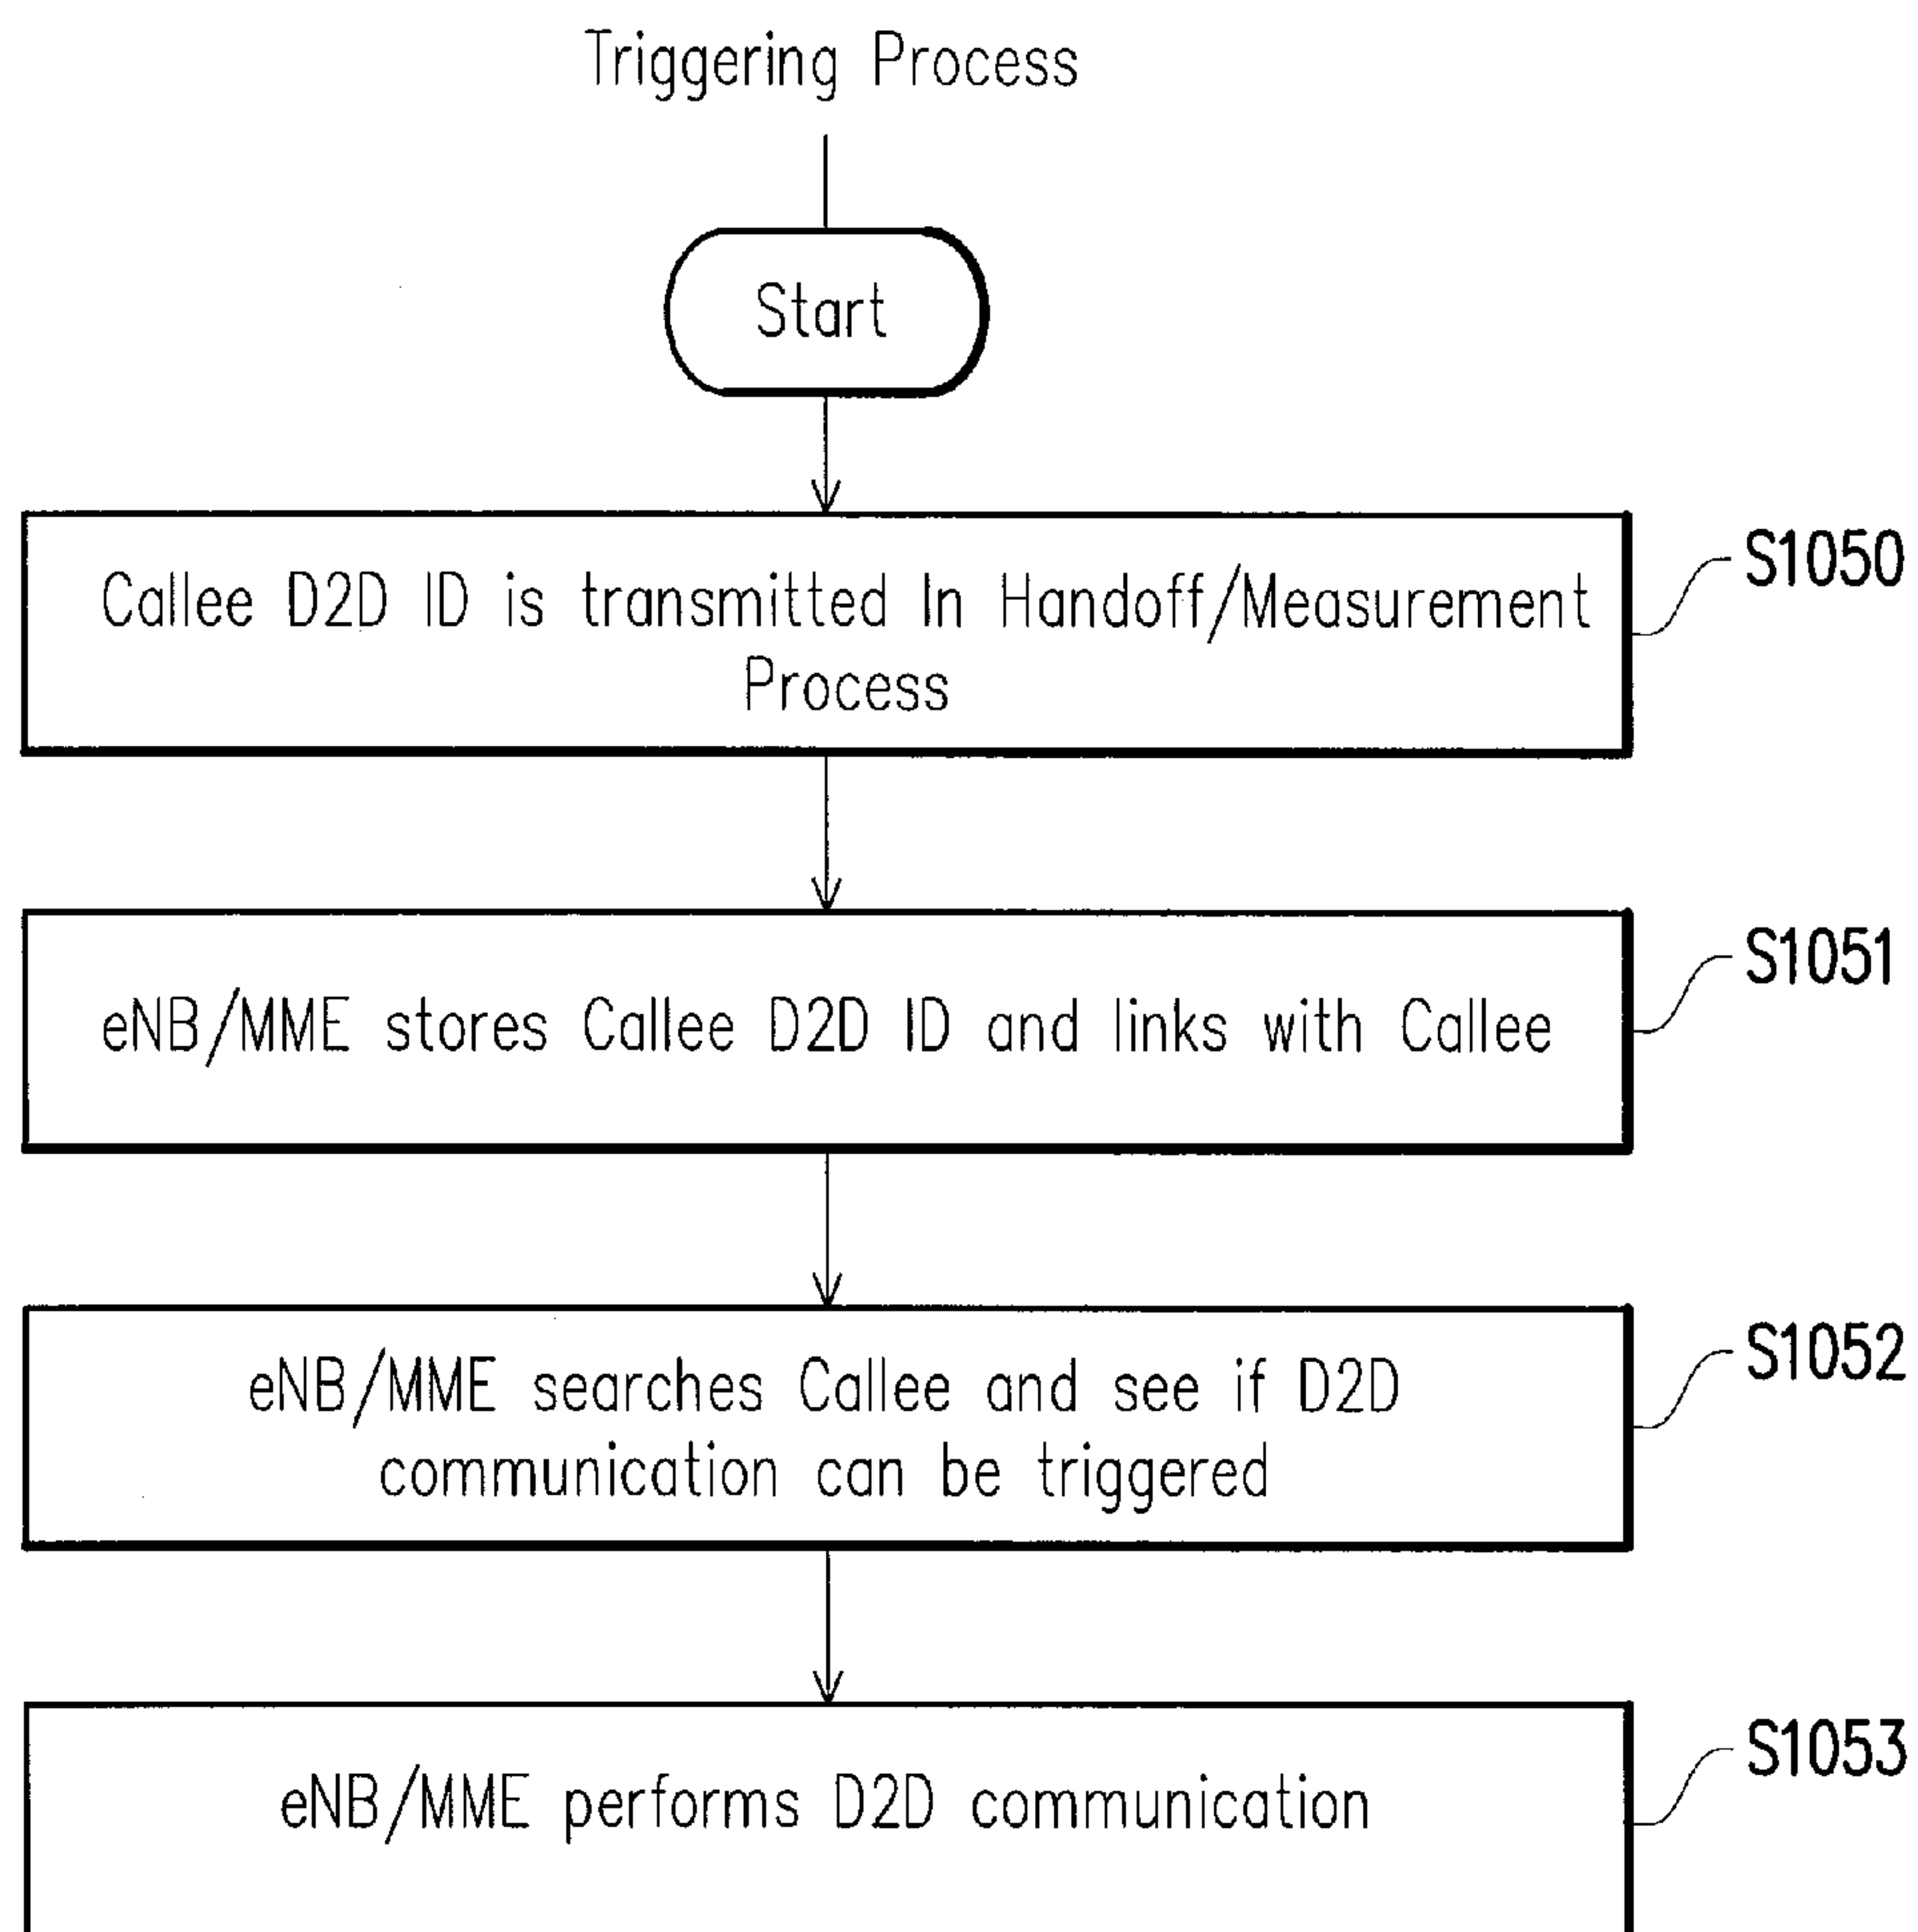 Triggering Process
Start
Callee D2D ID is transmitted In Handoff/Measurement
Process
S1050
eNB/MME stores Callee D2D ID and links with Callee
S1051
eNB/MME searches Callee and see if D2D
communication can be triggered
S1052
eNB/MME performs D2D communication
S1053